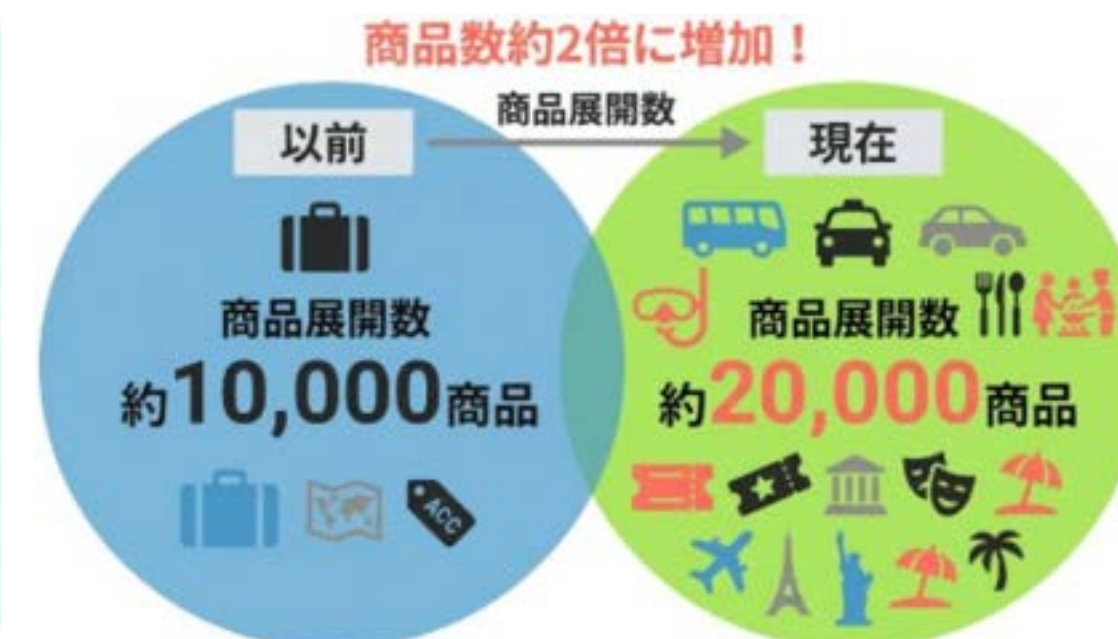 商品数約2倍に増加！
商品展開数
以前
現在
商品展開数
約10,000商品
ACC
商品展開数
約20,000商品